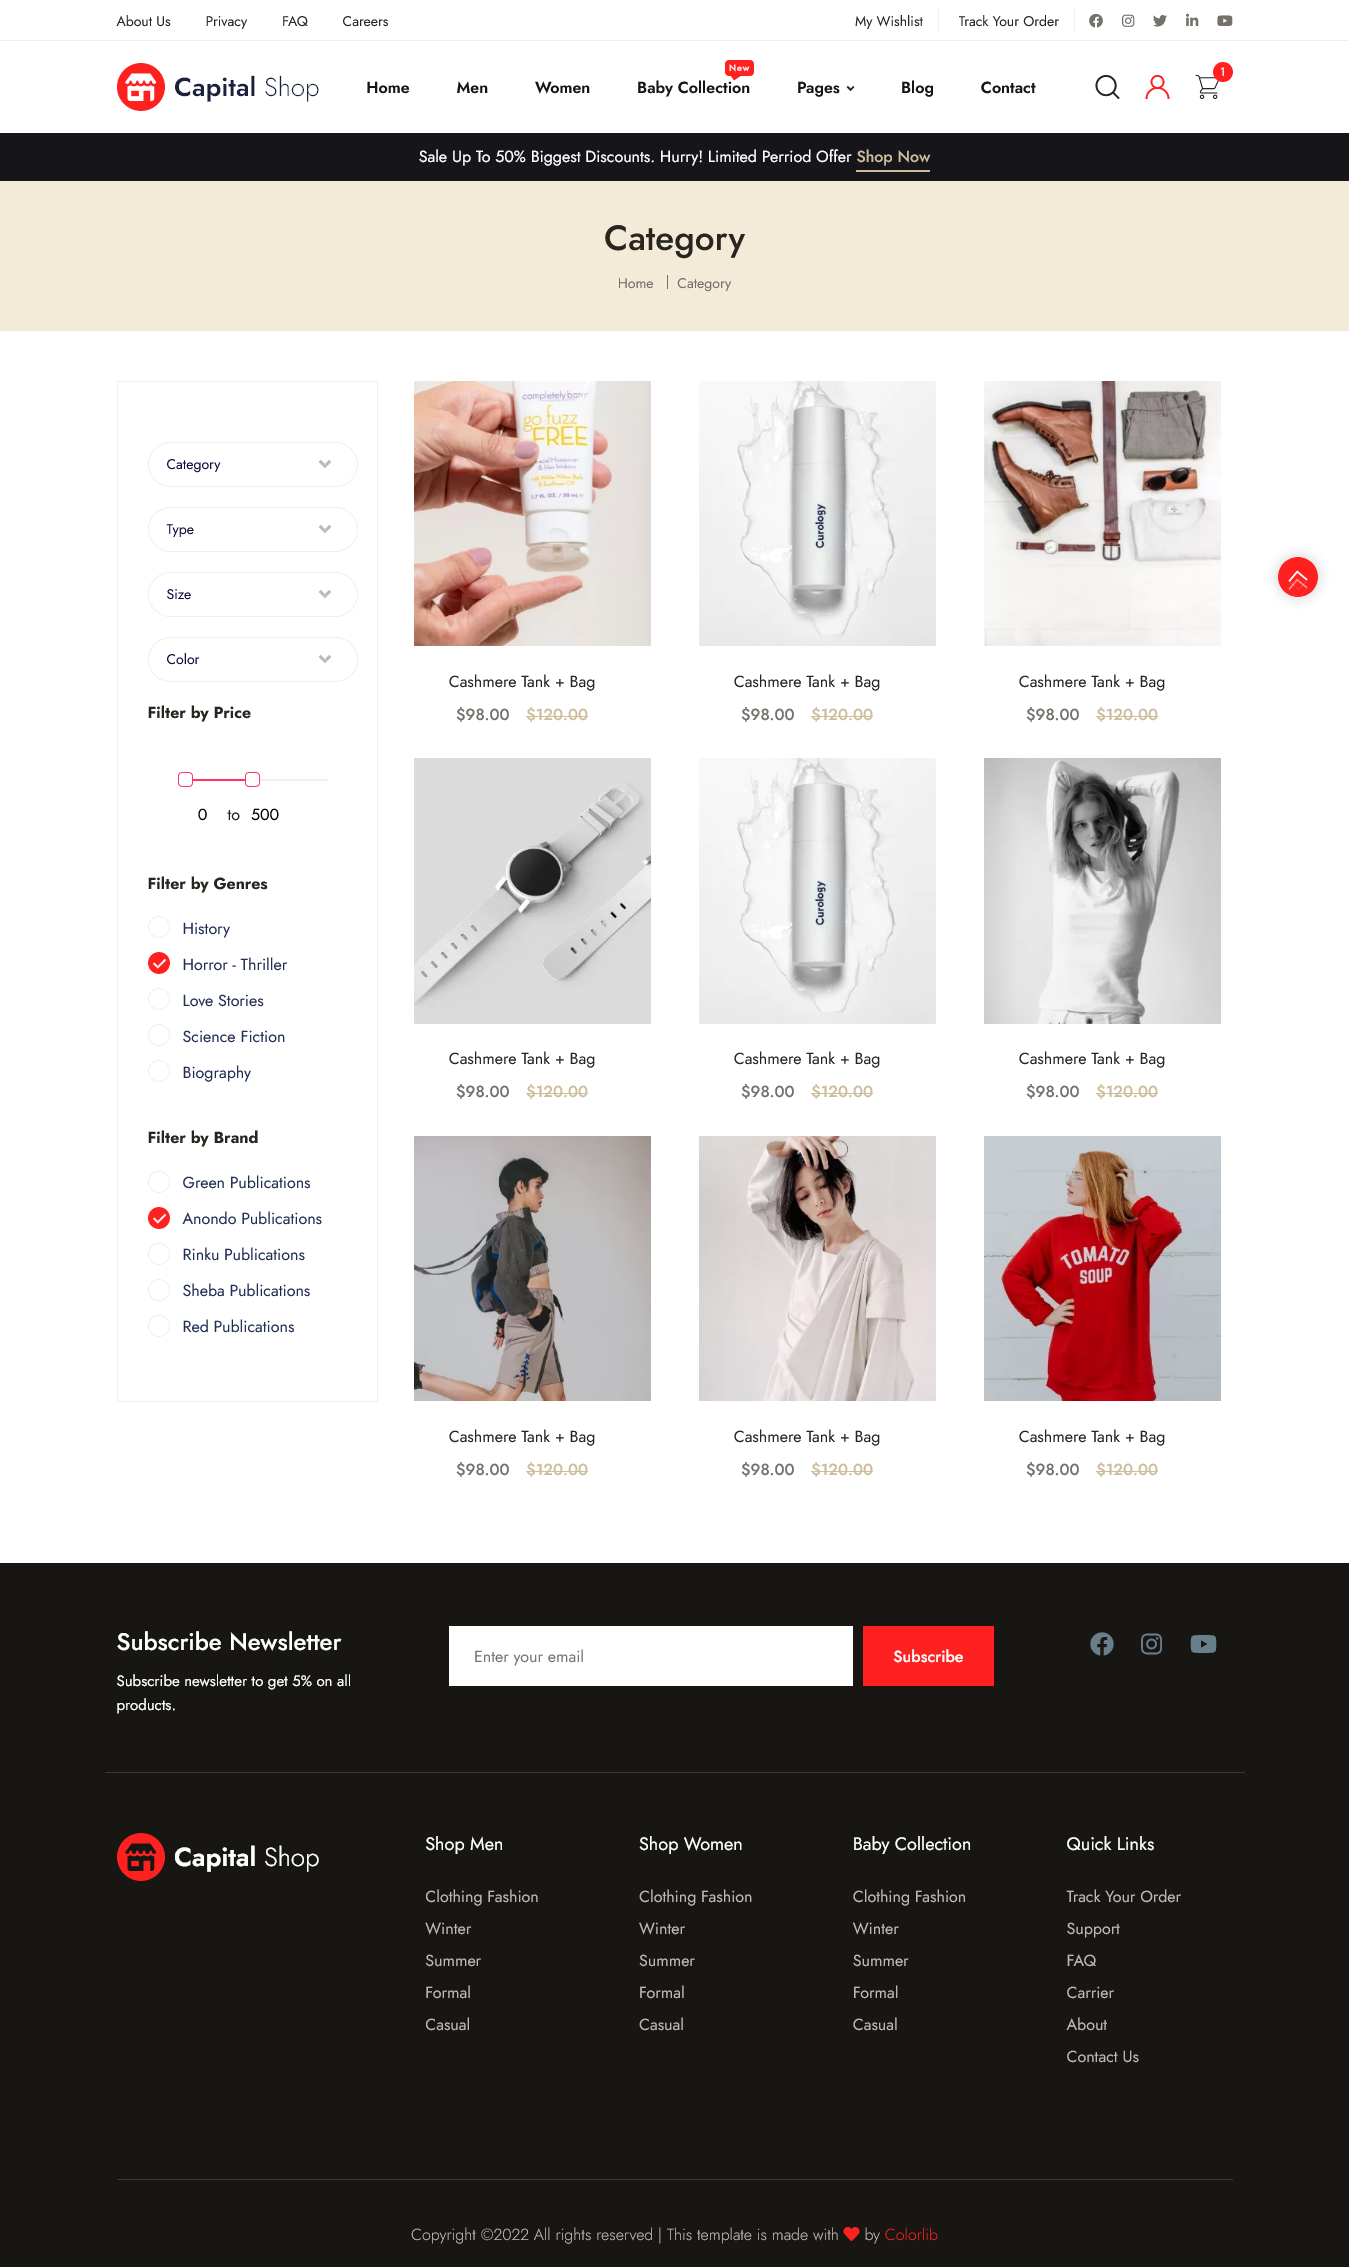 About Us Privacy FAQ Careers My Wishlist Track Your Order
Capital Shop Home Men Women Baby Collection New Pages Blog Contact 1
Sale Up To 50% Biggest Discounts. Hurry! Limited Perriod Offer Shop Now
Category
Home Category
Category
Type
Size
Color
Filter by Price
0 to 500
Filter by Genres
History
Horror - Thriller
Love Stories
Science Fiction
Biography
Filter by Brand
Green Publications
Anondo Publications
Rinku Publications
Sheba Publications
Red Publications
go fuzz
FREE
1.7 FL. OZ. / 50 mL
Curology
Cashmere Tank + Bag Cashmere Tank + Bag Cashmere Tank + Bag
$98.00 $120.00 $98.00 $120.00 $98.00 $120.00
Curology
Cashmere Tank + Bag Cashmere Tank + Bag Cashmere Tank + Bag
$98.00 $120.00 $98.00 $120.00 $98.00 $120.00
TOMATO
SOUP
Cashmere Tank + Bag Cashmere Tank + Bag Cashmere Tank + Bag
$98.00 $120.00 $98.00 $120.00 $98.00 $120.00
Subscribe Newsletter
Subscribe newsletter to get 5% on all
products.
Enter your email Subscribe
Capital Shop
Shop Men
Clothing Fashion
Winter
Summer
Formal
Casual
Shop Women
Clothing Fashion
Winter
Summer
Formal
Casual
Baby Collection
Clothing Fashion
Winter
Summer
Formal
Casual
Quick Links
Track Your Order
Support
FAQ
Carrier
About
Contact Us
Copyright ©2022 All rights reserved | This template is made with ♥ by Colorlib